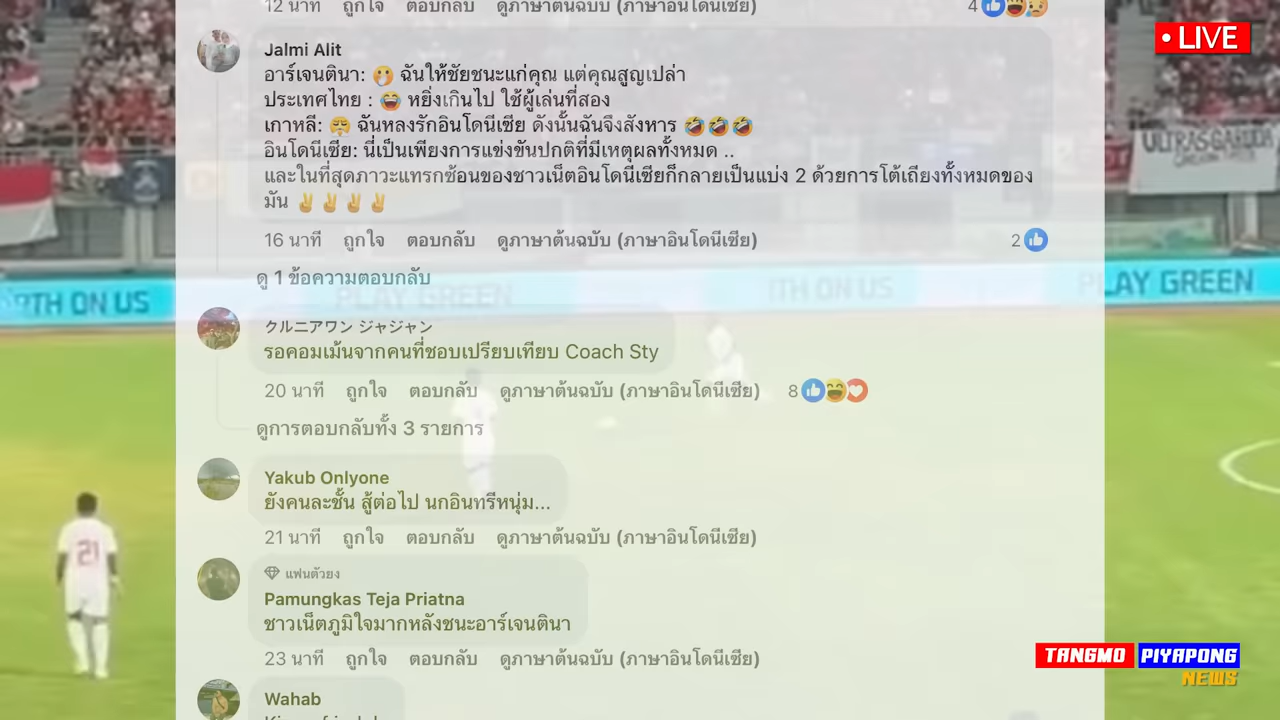 12 นาที ถูกใจ ตอบกลับ ดูภาษาต้นฉบับ (ภาษาอินโดนีเซีย) 4
• LIVE
Jalmi Alit
อาร์เจนตินา: 🫢 ฉันให้ชัยชนะแก่คุณ แต่คุณสูญเปล่า
ประเทศไทย : 😂 หยิ่งเกินไป ใช้ผู้เล่นที่สอง
เกาหลี: 😤 ฉันหลงรักอินโดนีเซีย ดังนั้นฉันจึงสังหาร 🤣🤣🤣
อินโดนีเซีย: นี่เป็นเพียงการแข่งขันปกติที่มีเหตุผลทั้งหมด ..
และในที่สุดภาวะแทรกซ้อนของชาวเน็ตอินโดนีเซียก็กลายเป็นแบ่ง 2 ด้วยการโต้เถียงทั้งหมดของ
มัน ✌️✌️✌️✌️
16 นาที ถูกใจ ตอบกลับ ดูภาษาต้นฉบับ (ภาษาอินโดนีเซีย) 2
ดู 1 ข้อความตอบกลับ
クルニアワン ジャジャン
รอคอมเม้นจากคนที่ชอบเปรียบเทียบ Coach Sty
20 นาที ถูกใจ ตอบกลับ ดูภาษาต้นฉบับ (ภาษาอินโดนีเซีย) 8
ดูการตอบกลับทั้ง 3 รายการ
Yakub Onlyone
ยังคนละชั้น สู้ต่อไป นกอินทรีหนุ่ม...
21 นาที ถูกใจ ตอบกลับ ดูภาษาต้นฉบับ (ภาษาอินโดนีเซีย)
แฟนตัวยง
Pamungkas Teja Priatna
ชาวเน็ตภูมิใจมากหลังชนะอาร์เจนตินา
23 นาที ถูกใจ ตอบกลับ ดูภาษาต้นฉบับ (ภาษาอินโดนีเซีย)
Wahab
ULTRAS GARUDA
RTH ON US
PLAY GREEN
TH ON US
PLAY GREEN
21
TANGMO PIYAPONG
NEWS